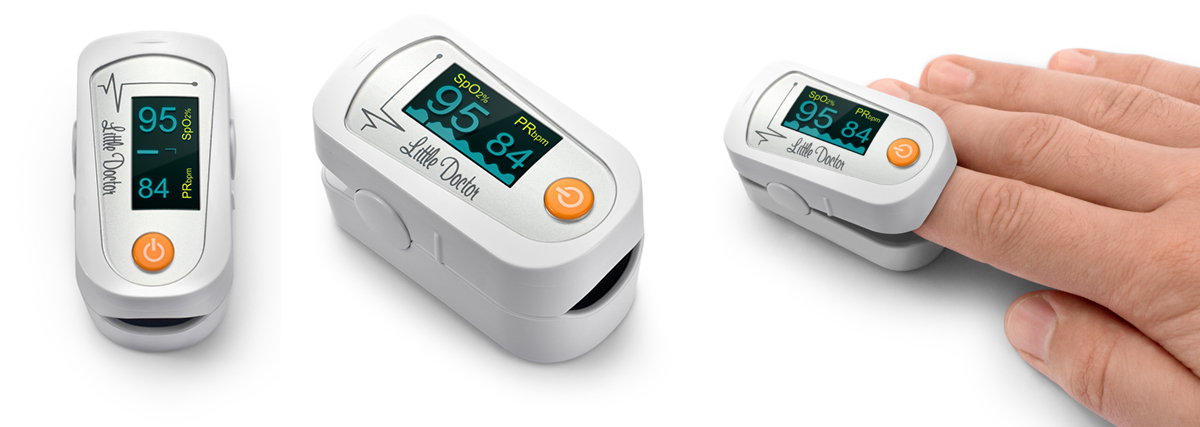 95
SpO2%
84
PRbpm
Little Doctor
SpO2%
95
PRbpm
84
Little Doctor
SpO2%
95
PRbpm
84
Little Doctor